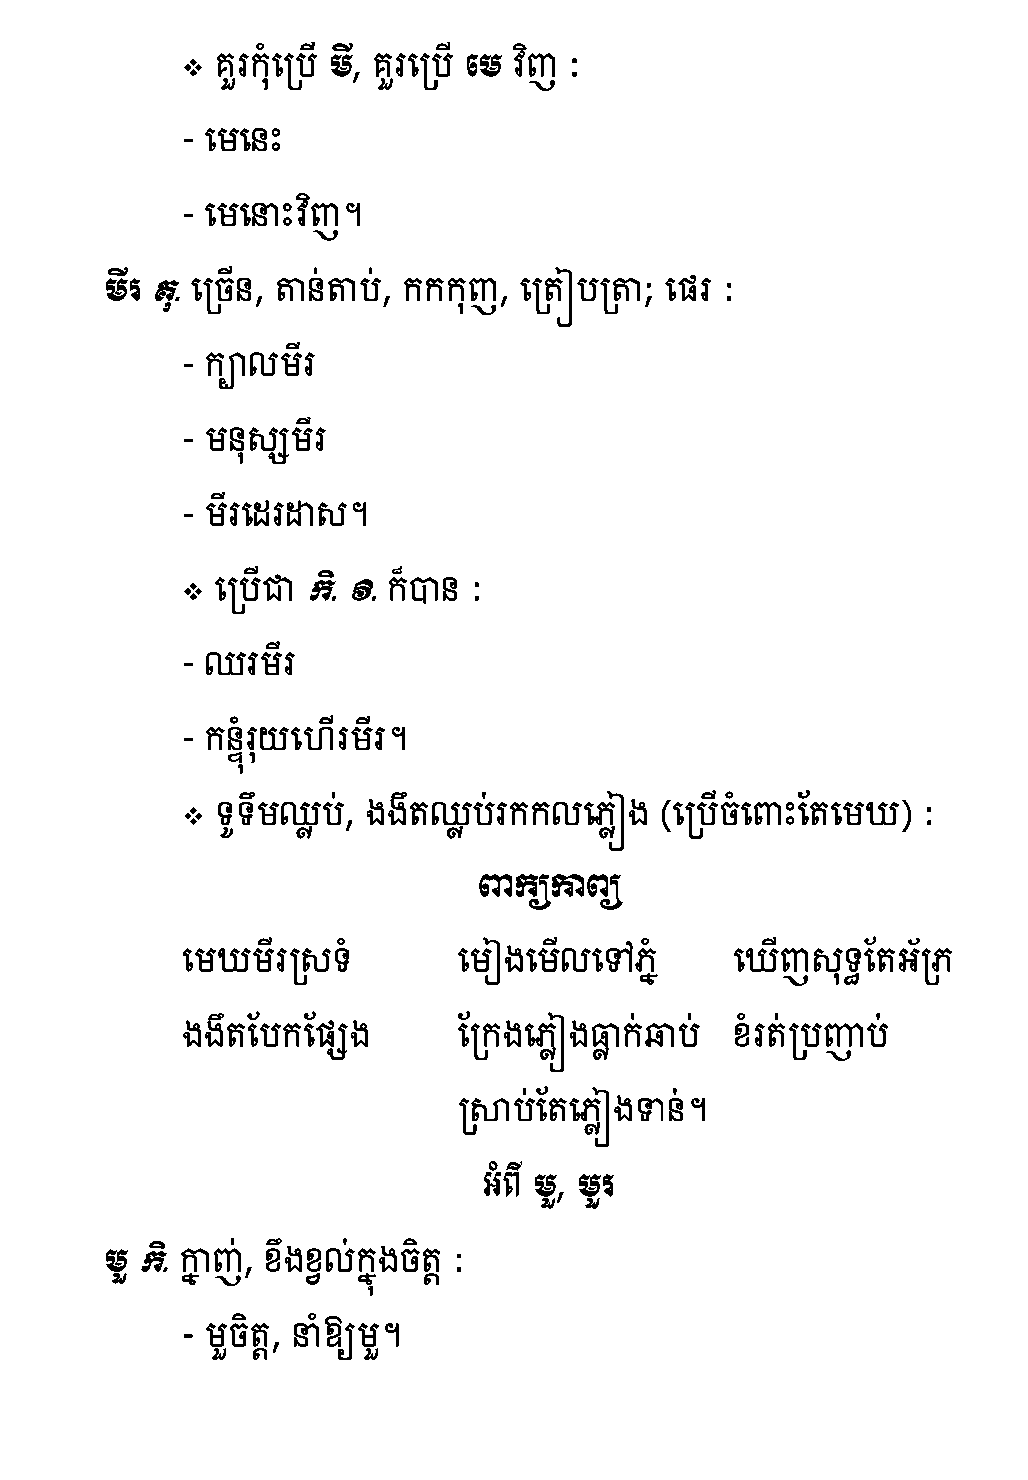 ❖ គួរកុំប្រើ មី, គួរប្រើ មេ វិញ :
- មេនេះ
- មេនោះវិញ។
មីរ គុ. ច្រើន, តាន់តាប់, កកកុញ, ត្រៀបត្រា; ផេរ :
- ក្បាលមីរ
- មនុស្សមីរ
- មីរដេរដាស។
❖ ប្រើជា កិ. វិ. ក៏បាន :
- ឈរមីរ
- កន្ទុំរុយហើរមីរ។
❖ ទូទឹមឈ្លប់, ងងឹតឈ្លប់រកកលភ្លៀង (ប្រើចំពោះតែមេឃ) :
ពាក្យកាព្យ
មេឃមីរស្រទំ មៀងមើលទៅភ្នំ ឃើញសុទ្ធតែអ័ភ្រ
ងងឹតបែកផ្សែង ក្រែងភ្លៀងធ្លាក់ឆាប់ ខំរត់ប្រញាប់
ស្រាប់តែភ្លៀងទាន់។
អំពី មួ, មួរ
មួ កិ. ក្នាញ់, ខឹងខ្វល់ក្នុងចិត្ត :
- មួចិត្ត, នាំឱ្យមួ។